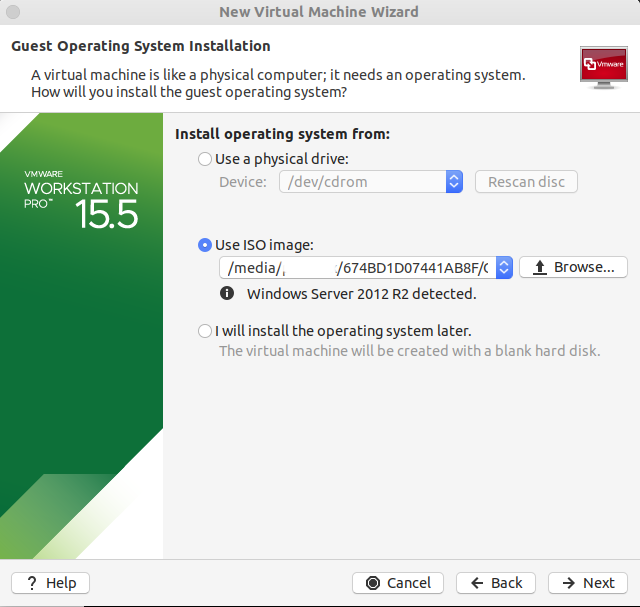 New Virtual Machine Wizard
Guest Operating System Installation
A virtual machine is like a physical computer; it needs an operating system.
How will you install the guest operating system?
Vmware
VMWARE
WORKSTATION
PRO™ 15.5
Install operating system from:
Use a physical drive:
Device: /dev/cdrom Rescan disc
Use ISO image:
/media/ /674BD1D07441AB8F/ Browse...
Windows Server 2012 R2 detected.
I will install the operating system later.
The virtual machine will be created with a blank hard disk.
? Help Cancel Back Next